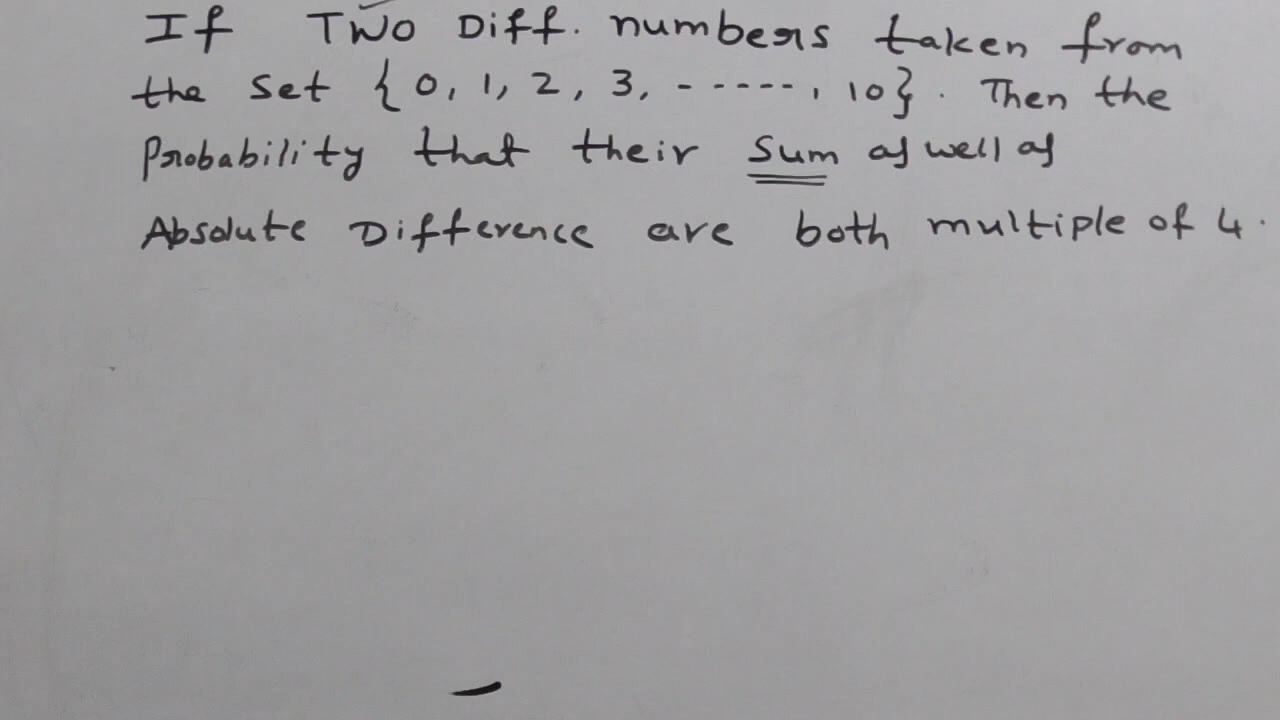 If TWO Diff. numbers taken from
the set {0, 1, 2, 3, -----, 10}. Then the
Probability that their Sum as well as
Absolute Difference are both multiple of 4.